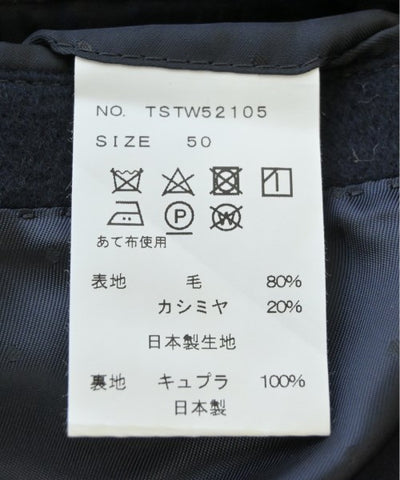 NO. TSTW52105
SIZE 50
P W
あて布使用
表地 毛 80%
カシミヤ 20%
日本製生地
裏地 キュプラ 100%
日本製